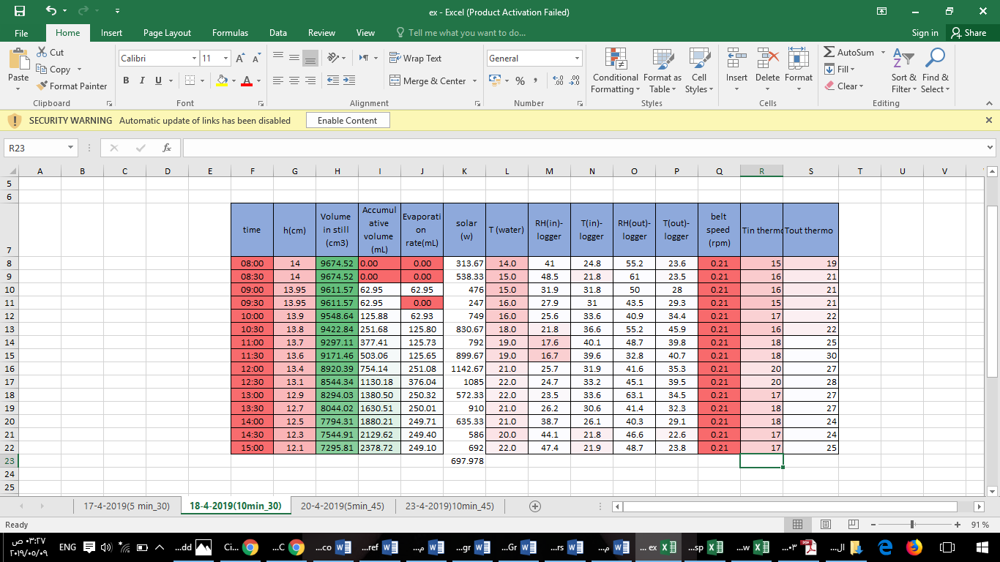 ex - Excel (Product Activation Failed)
File Home Insert Page Layout Formulas Data Review View Tell me what you want to do... Sign in Share
Paste Cut Copy Format Painter Clipboard
Calibri 11 B I U A Font
Wrap Text Merge & Center Alignment
General % Number
Conditional Formatting Format as Table Cell Styles Styles
Insert Delete Format Cells
AutoSum Fill Clear Sort & Filter Find & Select Editing
SECURITY WARNING Automatic update of links has been disabled Enable Content
R23 fx
A B C D E F G H I J K L M N O P Q R S T U V
5
6
7 time h(cm) Volume in still (cm3) Accumulative volume (mL) Evaporation rate(mL) solar (w) T (water) RH(in)-logger T(in)-logger RH(out)-logger T(out)-logger belt speed (rpm) Tin thermo Tout thermo
8 08:00 14 9674.52 0.00 0.00 313.67 14.0 41 24.8 55.2 23.6 0.21 15 19
9 08:30 14 9674.52 0.00 0.00 538.33 15.0 48.5 21.8 61 23.5 0.21 16 21
10 09:00 13.95 9611.57 62.95 62.95 476 15.0 31.9 31.8 50 28 0.21 16 21
11 09:30 13.95 9611.57 62.95 0.00 247 16.0 27.9 31 43.5 29.3 0.21 15 21
12 10:00 13.9 9548.64 125.88 62.93 749 16.0 25.6 33.6 40.9 34.4 0.21 17 22
13 10:30 13.8 9422.84 251.68 125.80 830.67 18.0 21.8 36.6 55.2 45.9 0.21 16 22
14 11:00 13.7 9297.11 377.41 125.73 792 19.0 17.6 40.1 48.7 39.8 0.21 18 25
15 11:30 13.6 9171.46 503.06 125.65 899.67 19.0 16.7 39.6 32.8 40.7 0.21 18 30
16 12:00 13.4 8920.39 754.14 251.08 1142.67 21.0 25.7 31.9 41.6 35.3 0.21 20 27
17 12:30 13.1 8544.34 1130.18 376.04 1085 22.0 24.7 33.2 45.1 39.5 0.21 20 28
18 13:00 12.9 8294.03 1380.50 250.32 572.33 22.0 23.5 33.6 63.1 34.5 0.21 17 27
19 13:30 12.7 8044.02 1630.51 250.01 910 21.0 26.2 30.6 41.4 32.3 0.21 18 27
20 14:00 12.5 7794.31 1880.21 249.71 635.33 21.0 38.7 26.1 40.3 29.1 0.21 18 24
21 14:30 12.3 7544.91 2129.62 249.40 586 20.0 44.1 21.8 46.6 22.6 0.21 17 24
22 15:00 12.1 7295.81 2378.72 249.10 692 22.0 47.4 21.9 48.7 23.8 0.21 17 25
23 697.978
24
25
17-4-2019(5 min_30) 18-4-2019(10min_30) 20-4-2019(5min_45) 23-4-2019)10min_45)
Ready 91 %
٠٣:٢٧ ص
٢٠١٩/٠٥/٠٩
ENG ...dd Ci... ...C ...co ...ref ...م ...gr ...Gr ...rs ...م ... ex ...sp ...w ...٠٣ ...ال